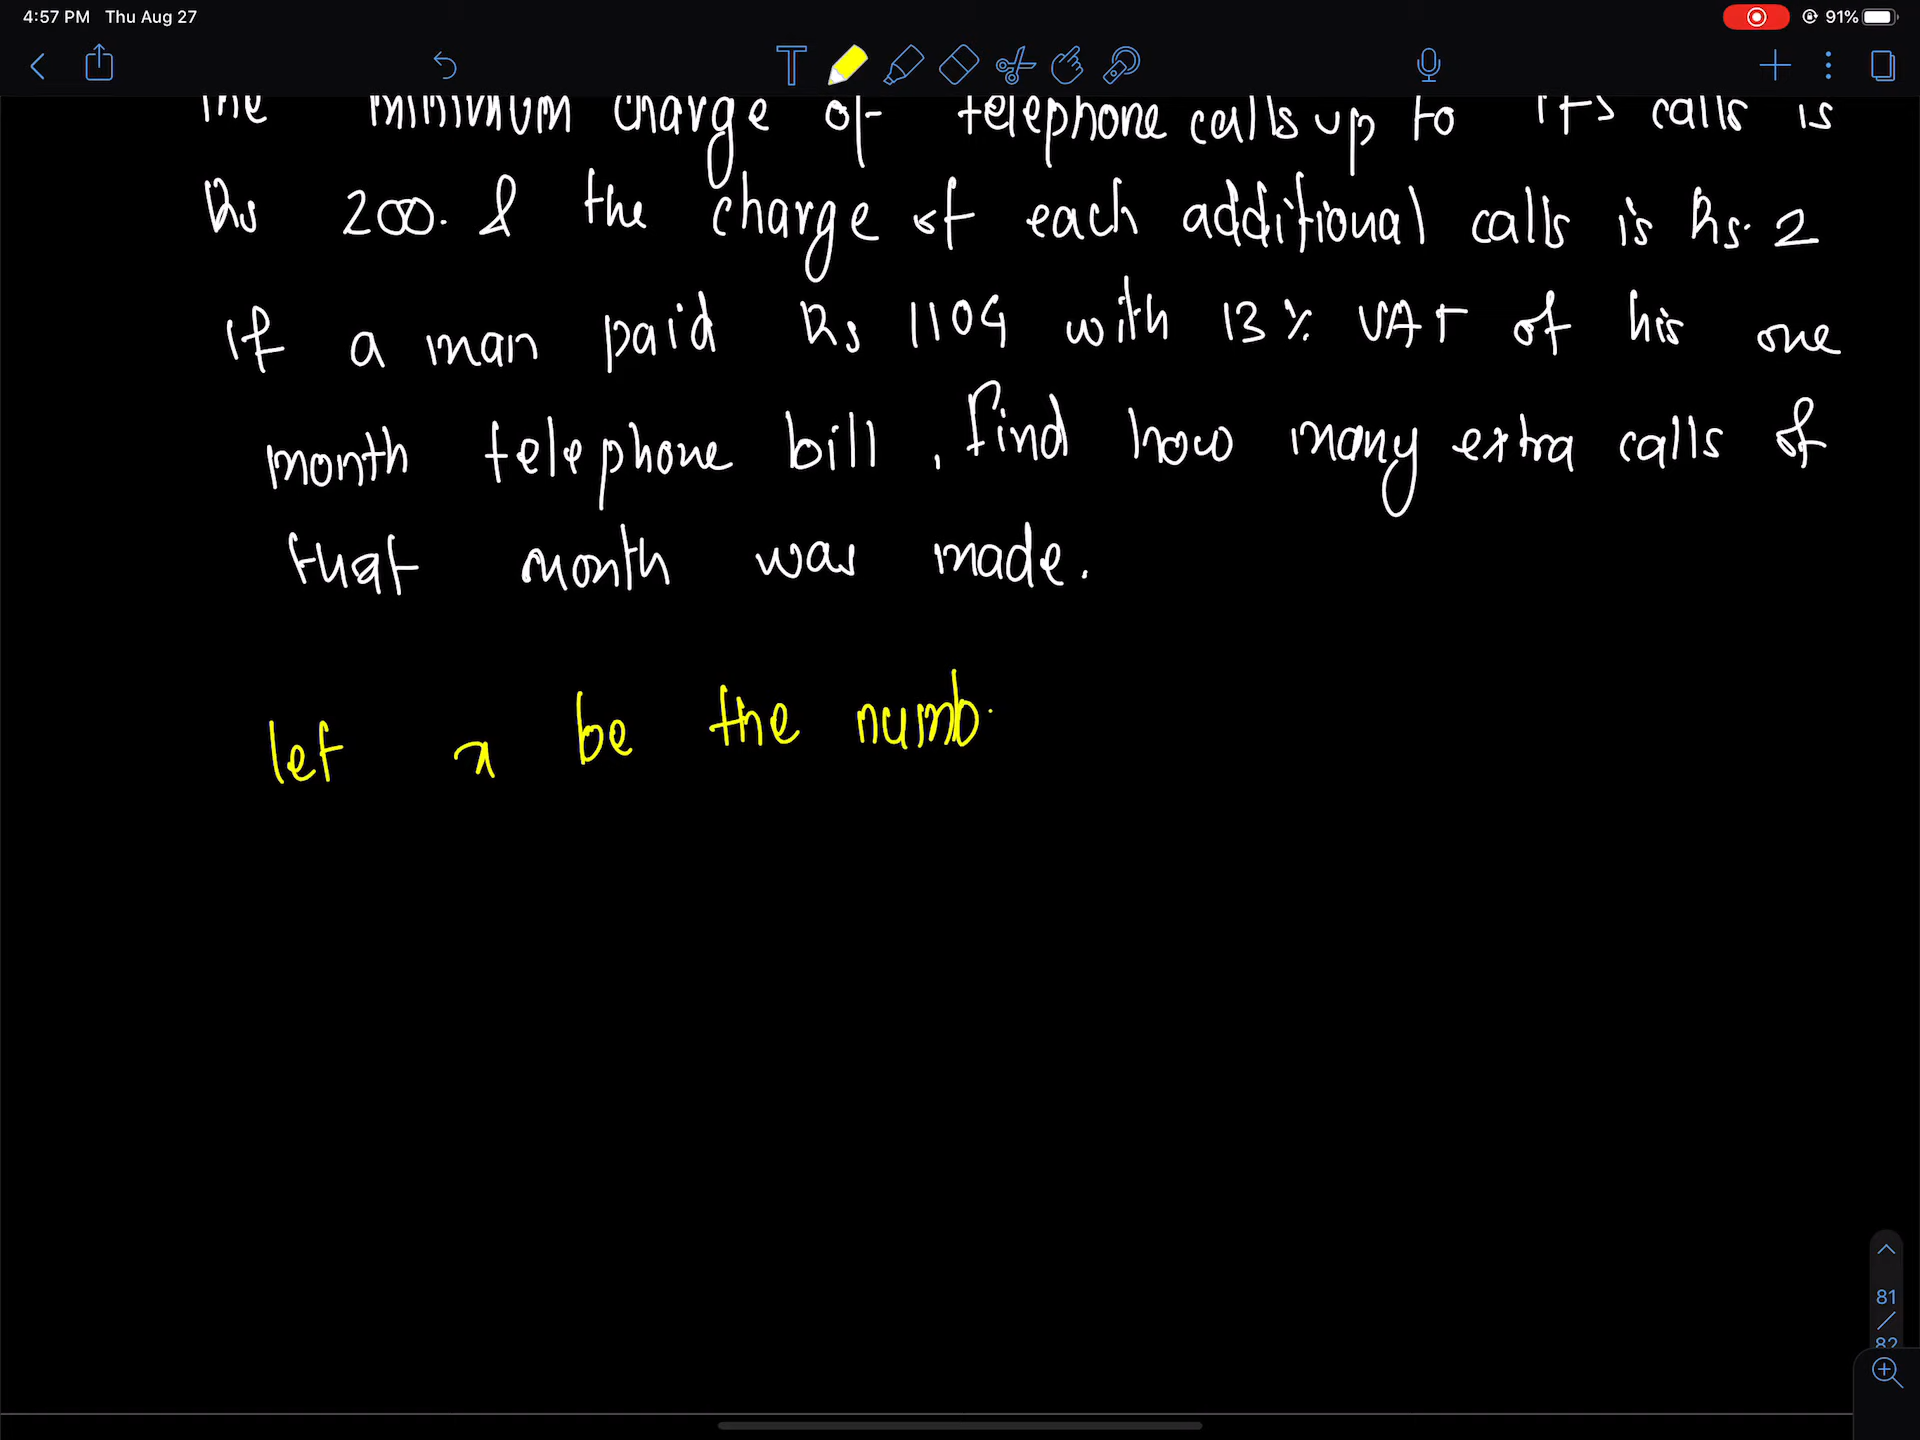 4:57 PM Thu Aug 27
91%
The minimum charge of telephone calls up to calls is
Rs 200. & the charge of each additional calls is Rs. 2
If a man paid Rs with 13% VAT of his one
month telephone bill, find how many extra calls of
that month was made.
let x be the numb.
81
/
82